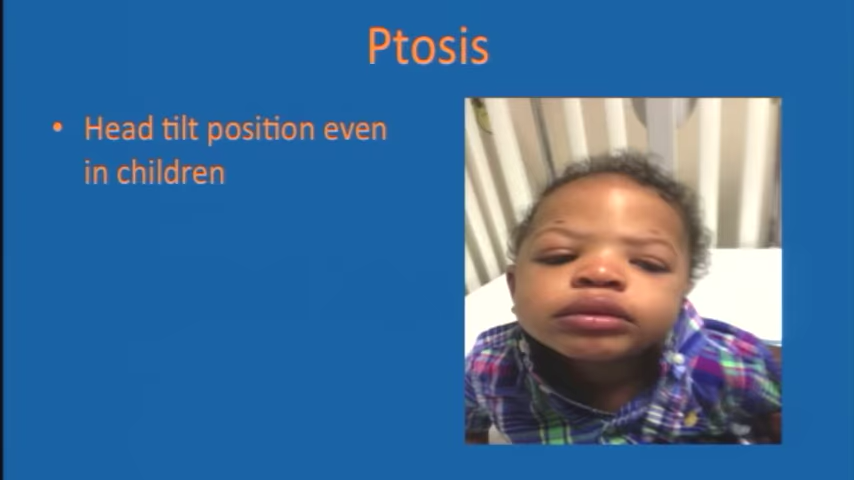 Ptosis
• Head tilt position even
in children